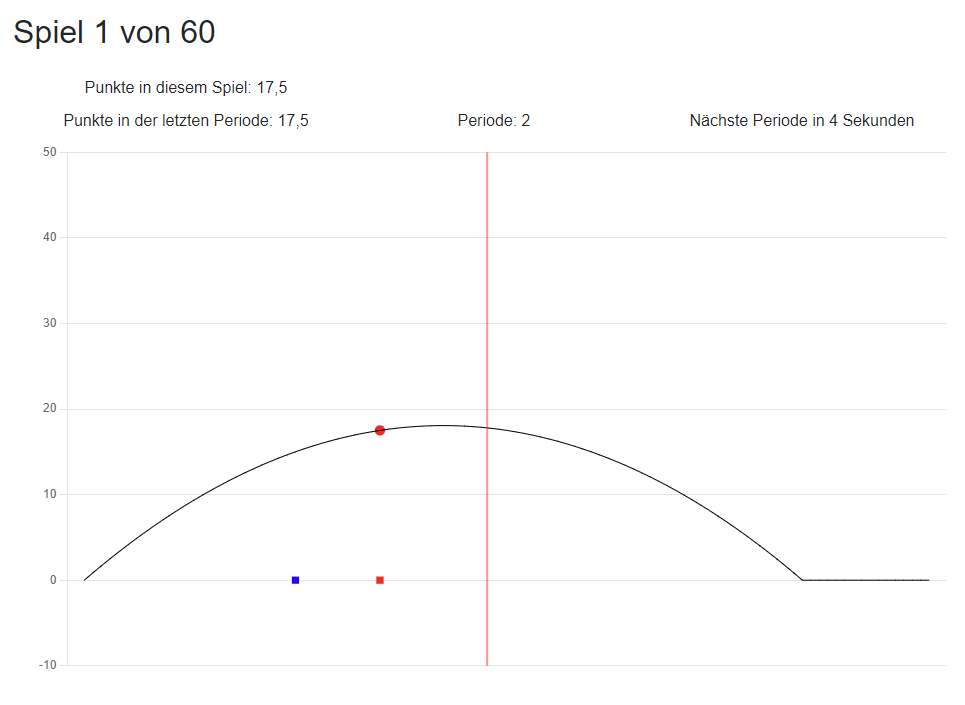 Spiel 1 von 60
Punkte in diesem Spiel: 17,5
Punkte in der letzten Periode: 17,5 Periode: 2 Nächste Periode in 4 Sekunden
50
40
30
20
10
0
-10